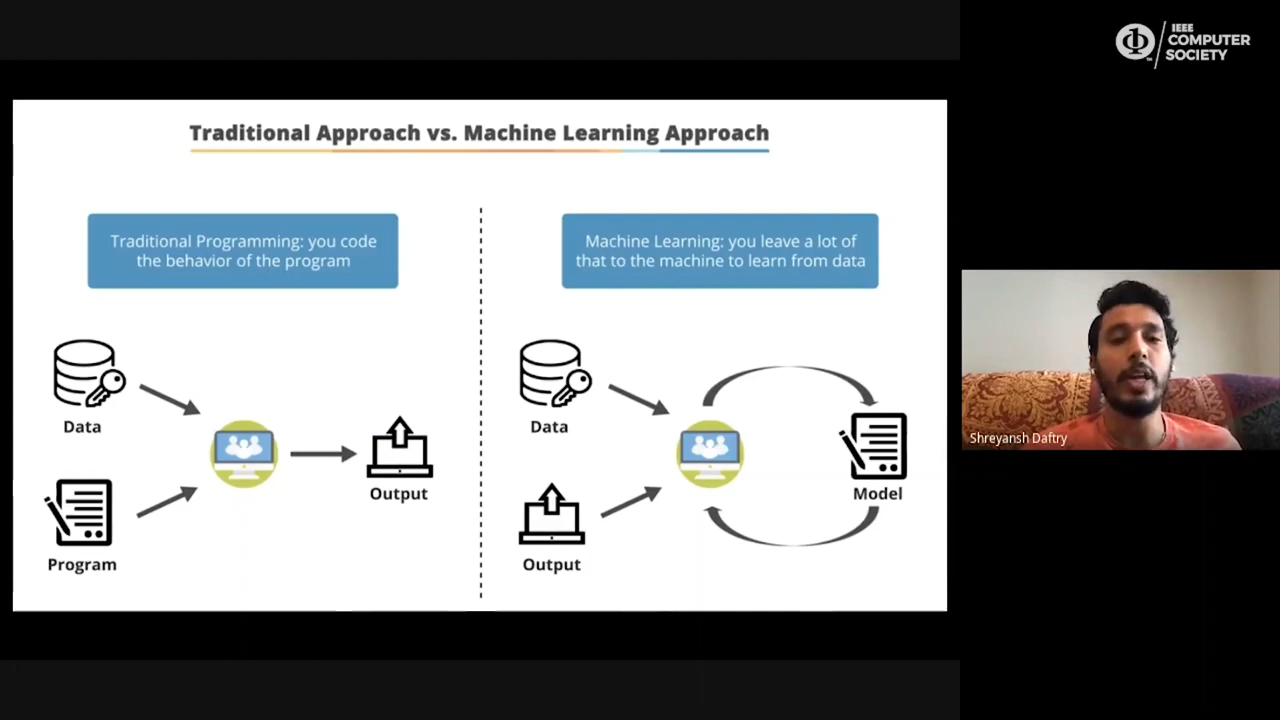 IEEE
COMPUTER
SOCIETY
Traditional Approach vs. Machine Learning Approach
Traditional Programming: you code
the behavior of the program
Data
Program
Output
Machine Learning: you leave a lot of
that to the machine to learn from data
Data
Output
Model
Shreyansh Daftry